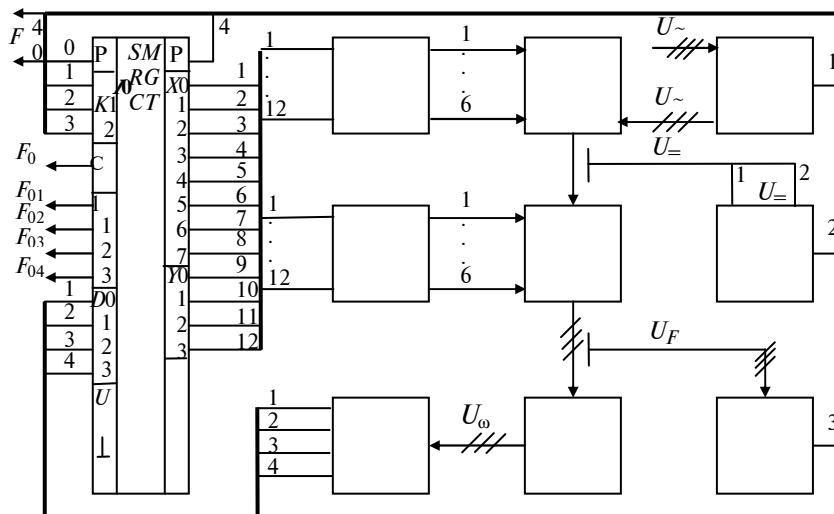 4
F
0
0 P SM P 4
1 RG X0 1
2 K1 CT 1 2
3 2 2 3
3 4
F0 C 4 5
F01 1 5 6
F02 1 6 7
F03 2 7 8
F04 3 Y0 9
1 D0 1 10
2 1 2 11
3 2 3 12
4 3
U
⊥
1
.
.
.
12
1
.
.
.
6
U~
U~
U=
1
1 2
U=
2
1
.
.
.
12
1
.
.
.
6
UF
3
1
2
3
4
Uω